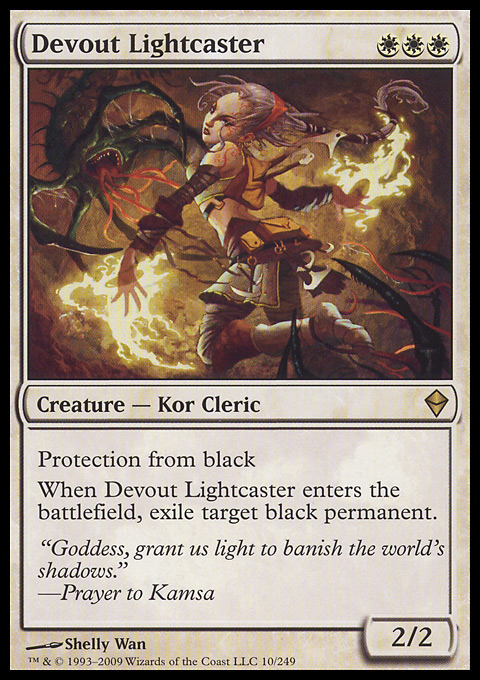 Devout Lightcaster
Creature — Kor Cleric
Protection from black
When Devout Lightcaster enters the
battlefield, exile target black permanent.
“Goddess, grant us light to banish the world’s
shadows.”
—Prayer to Kamsa
Shelly Wan
2/2
™ & © 1993–2009 Wizards of the Coast LLC 10/249